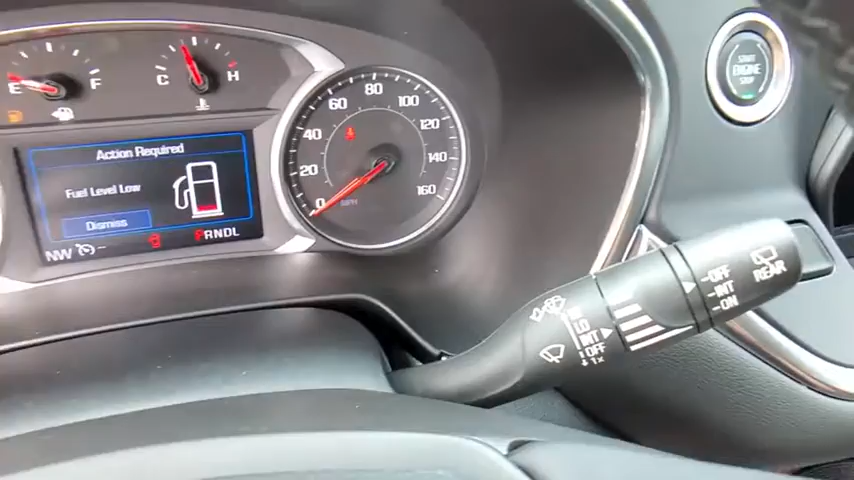 E F
C H
Action Required
Fuel Level Low
Dismiss
NW --
PRNDL
0 20 40 60 80 100 120 140 160
MPH
START
ENGINE
STOP
LO
INT
OFF
1x
OFF
INT
ON
REAR